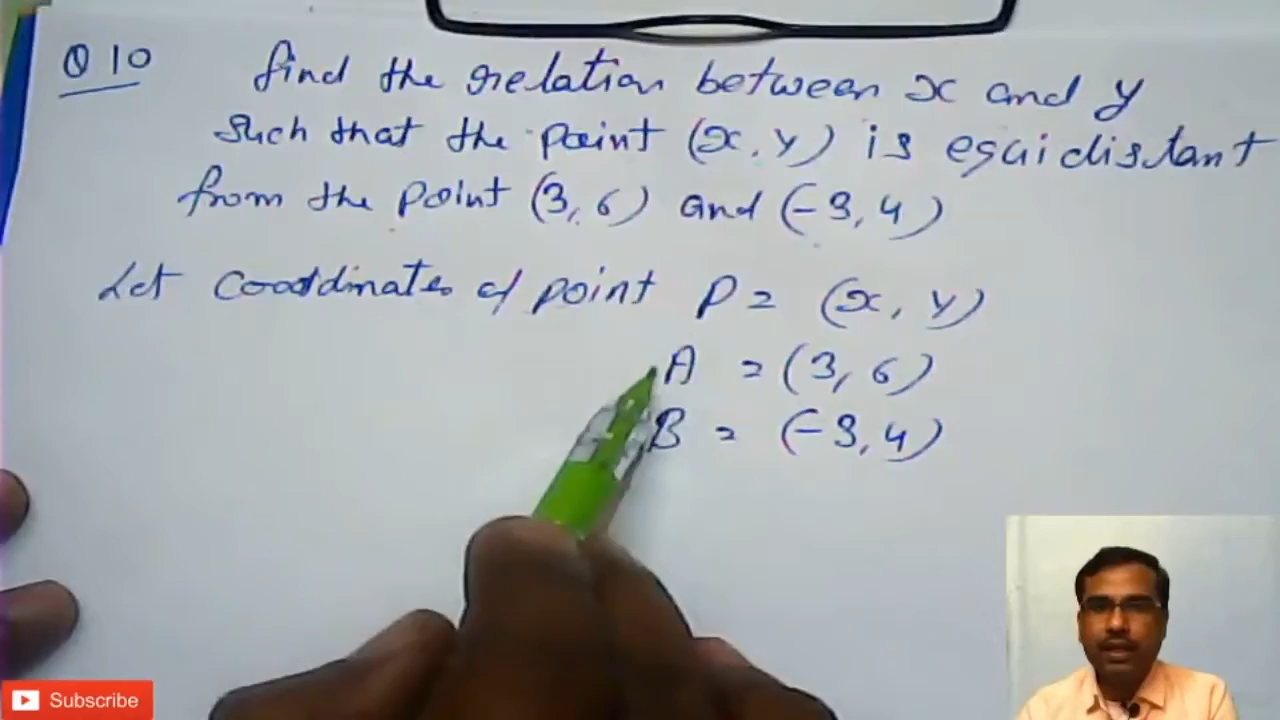 Q 10 find the relation between x and y
such that the point (x, y) is equidistant
from the point (3, 6) and (-3, 4)
Let coordinates of point P = (x, y)
A = (3, 6)
B = (-3, 4)
Subscribe